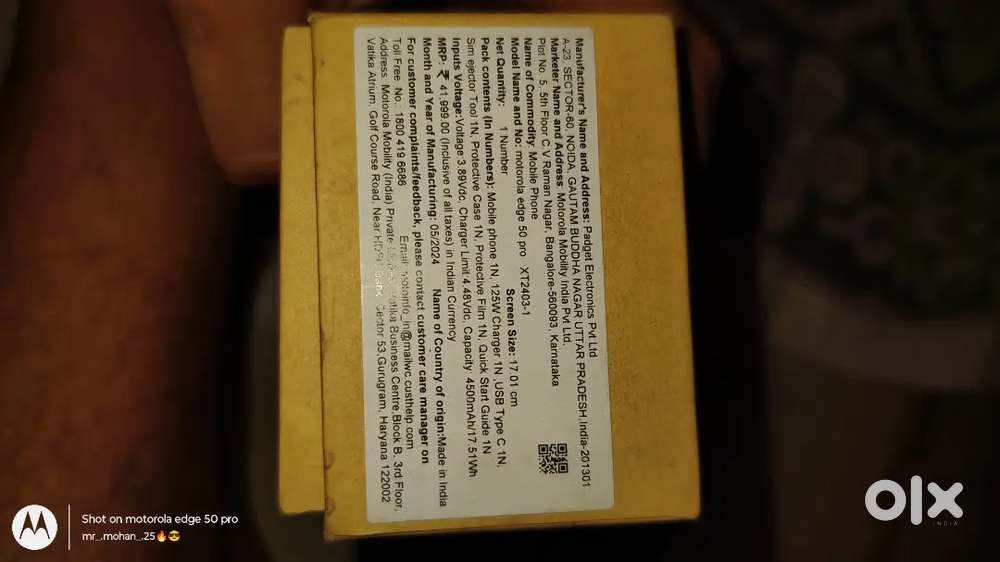 Manufacturer's Name and Address: Padget Electronics Pvt Ltd
A-23, SECTOR-60, NOIDA, GAUTAM BUDDHA NAGAR UTTAR PRADESH,India-201301
Marketer Name and Address: Motorola Mobility India Pvt Ltd.
Plot No. 5, 5th Floor C V Raman Nagar, Bangalore-560093, Karnataka
Name of Commodity: Mobile Phone
Model Name and No: motorola edge 50 pro XT2403-1
Net Quantity: 1 Number Screen Size: 17.01 cm
Pack contents (In Numbers): Mobile phone 1N, 125W Charger 1N ,USB Type C 1N,
Sim ejector Tool 1N, Protective Case 1N, Protective Film 1N, Quick Start Guide 1N
Inputs Voltage:Voltage:3.89Vdc, Charger Limit:4.48Vdc, Capacity 4500mAh/17.51Wh
MRP: ₹ 41,999.00 (Inclusive of all taxes) in Indian Currency
Month and Year of Manufacturing: 05/2024 Name of Country of origin:Made in India
For customer complaints/feedback, please contact customer care manager on
Toll Free No.: 1800 419 6686 Email: @mailwc.custhelp.com
Address: Motorola Mobility (India) Private Business Centre,Block B. 3rd Floor,
Vatika Atrium, Golf Course Road, Near Sector 53,Gurugram, Haryana 122002
olx
INDIA
Shot on motorola edge 50 pro
mr_.mohan_.25🔥😎